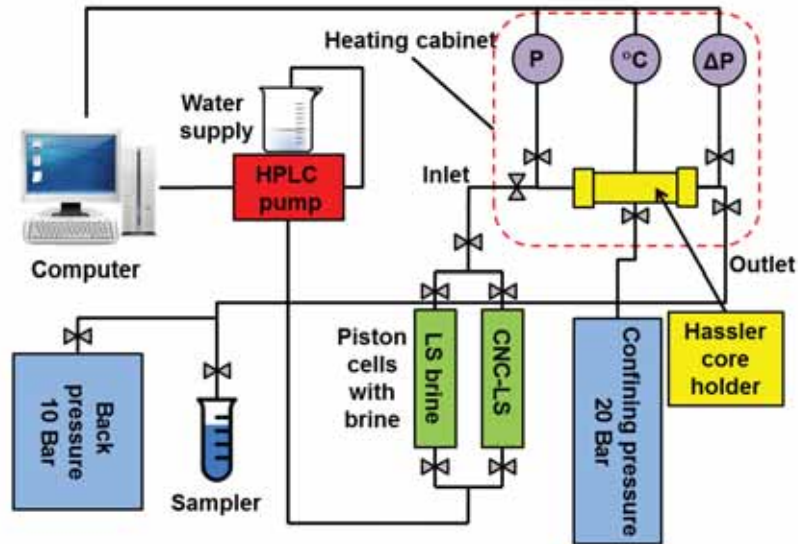 Heating cabinet
P
°C
ΔP
Water
supply
HPLC
pump
Inlet
Computer
Outlet
Piston
cells
with
brine
LS brine
CNC-LS
Confining pressure
20 Bar
Hassler
core
holder
Back
pressure
10 Bar
Sampler